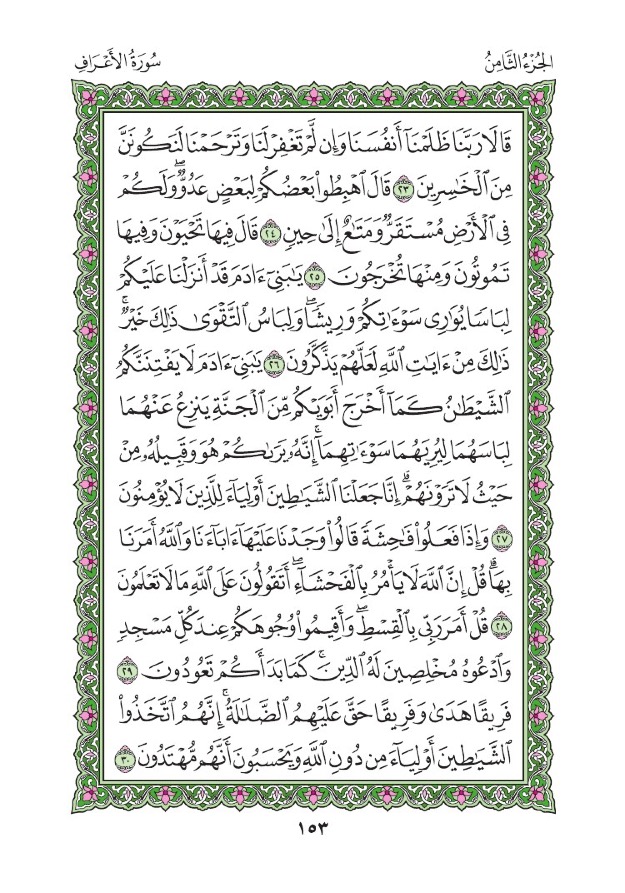 الجُزْءُ الثَّامِنُ
سُورَةُ الأَعْرَافِ
قَالَا رَبَّنَا ظَلَمْنَآ أَنفُسَنَا وَإِن لَّمْ تَغْفِرْ لَنَا وَتَرْحَمْنَا لَنَكُونَنَّ
مِنَ ٱلْخَٰسِرِينَ ٢٣ قَالَ ٱهْبِطُوا۟ بَعْضُكُمْ لِبَعْضٍ عَدُوٌّ ۖ وَلَكُمْ
فِى ٱلْأَرْضِ مُسْتَقَرٌّ وَمَتَٰعٌ إِلَىٰ حِينٍ ٢٤ قَالَ فِيهَا تَحْيَوْنَ وَفِيهَا
تَمُوتُونَ وَمِنْهَا تُخْرَجُونَ ٢٥ يَٰبَنِىٓ ءَادَمَ قَدْ أَنزَلْنَا عَلَيْكُمْ
لِبَاسًا يُوَٰرِى سَوْءَٰتِكُمْ وَرِيشًا ۖ وَلِبَاسُ ٱلتَّقْوَىٰ ذَٰلِكَ خَيْرٌ ۚ
ذَٰلِكَ مِنْ ءَايَٰتِ ٱللَّهِ لَعَلَّهُمْ يَذَّكَّرُونَ ٢٦ يَٰبَنِىٓ ءَادَمَ لَا يَفْتِنَنَّكُمُ
ٱلشَّيْطَٰنُ كَمَآ أَخْرَجَ أَبَوَيْكُم مِّنَ ٱلْجَنَّةِ يَنزِعُ عَنْهُمَا
لِبَاسَهُمَا لِيُرِيَهُمَا سَوْءَٰتِهِمَآ ۗ إِنَّهُۥ يَرَىٰكُمْ هُوَ وَقَبِيلُهُۥ مِنْ
حَيْثُ لَا تَرَوْنَهُمْ ۗ إِنَّا جَعَلْنَا ٱلشَّيَٰطِينَ أَوْلِيَآءَ لِلَّذِينَ لَا يُؤْمِنُونَ
٢٧ وَإِذَا فَعَلُوا۟ فَٰحِشَةً قَالُوا۟ وَجَدْنَا عَلَيْهَآ ءَابَآءَنَا وَٱللَّهُ أَمَرَنَا
بِهَا ۗ قُلْ إِنَّ ٱللَّهَ لَا يَأْمُرُ بِٱلْفَحْشَآءِ ۖ أَتَقُولُونَ عَلَى ٱللَّهِ مَا لَا تَعْلَمُونَ
٢٨ قُلْ أَمَرَ رَبِّى بِٱلْقِسْطِ ۖ وَأَقِيمُوا۟ وُجُوهَكُمْ عِندَ كُلِّ مَسْجِدٍ
وَٱدْعُوهُ مُخْلِصِينَ لَهُ ٱلدِّينَ ۚ كَمَا بَدَأَكُمْ تَعُودُونَ ٢٩
فَرِيقًا هَدَىٰ وَفَرِيقًا حَقَّ عَلَيْهِمُ ٱلضَّلَٰلَةُ ۗ إِنَّهُمُ ٱتَّخَذُوا۟
ٱلشَّيَٰطِينَ أَوْلِيَآءَ مِن دُونِ ٱللَّهِ وَيَحْسَبُونَ أَنَّهُم مُّهْتَدُونَ ٣٠
١٥٣